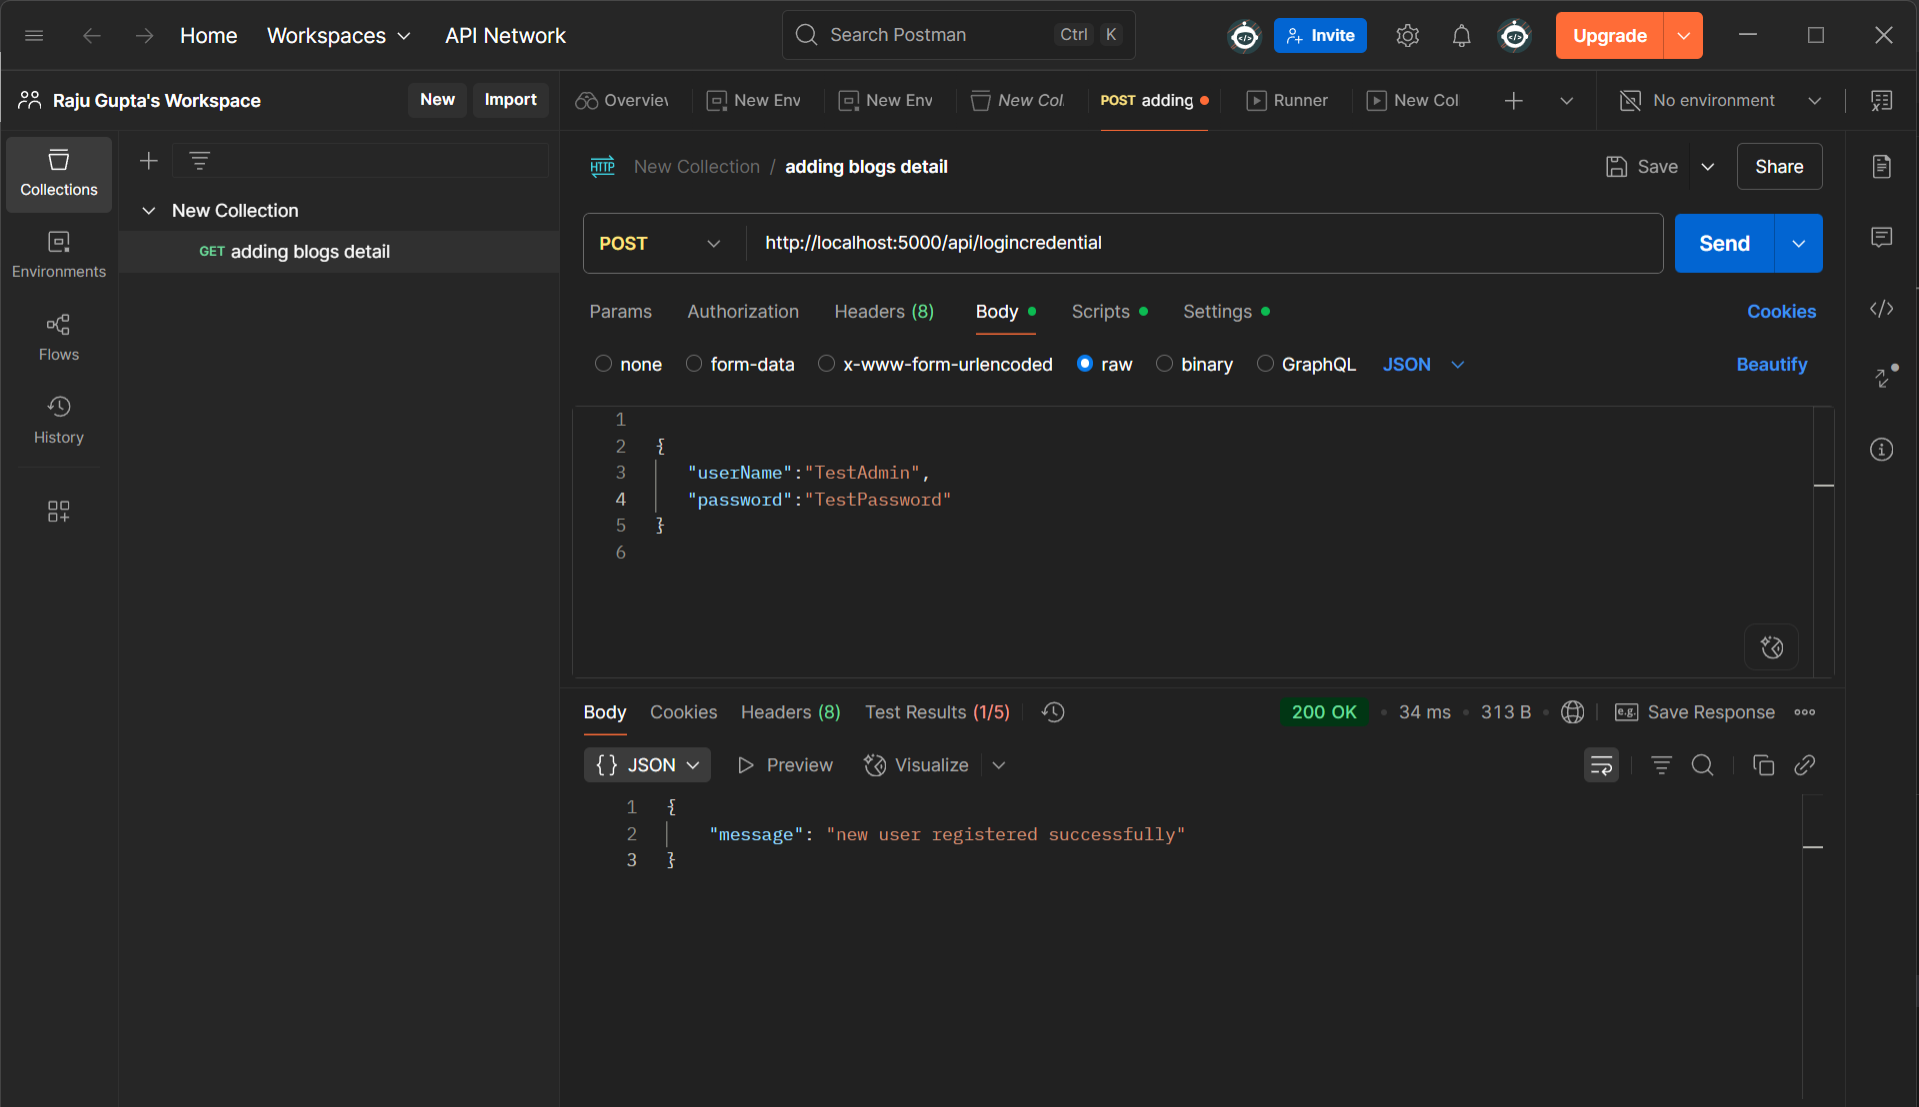 Home Workspaces API Network Search Postman Ctrl K Invite Upgrade
Raju Gupta's Workspace New Import Overvie New Env New Env New Col POST adding Runner New Col No environment
Collections
Environments
Flows
History
New Collection
GET adding blogs detail
HTTP New Collection / adding blogs detail Save Share
POST http://localhost:5000/api/logincredential Send
Params Authorization Headers (8) Body Scripts Settings Cookies
none form-data x-www-form-urlencoded raw binary GraphQL JSON Beautify
1
2 {
3 "userName":"TestAdmin",
4 "password":"TestPassword"
5 }
6
Body Cookies Headers (8) Test Results (1/5) 200 OK • 34 ms • 313 B • e.g. Save Response
{} JSON Preview Visualize
1 {
2 "message": "new user registered successfully"
3 }